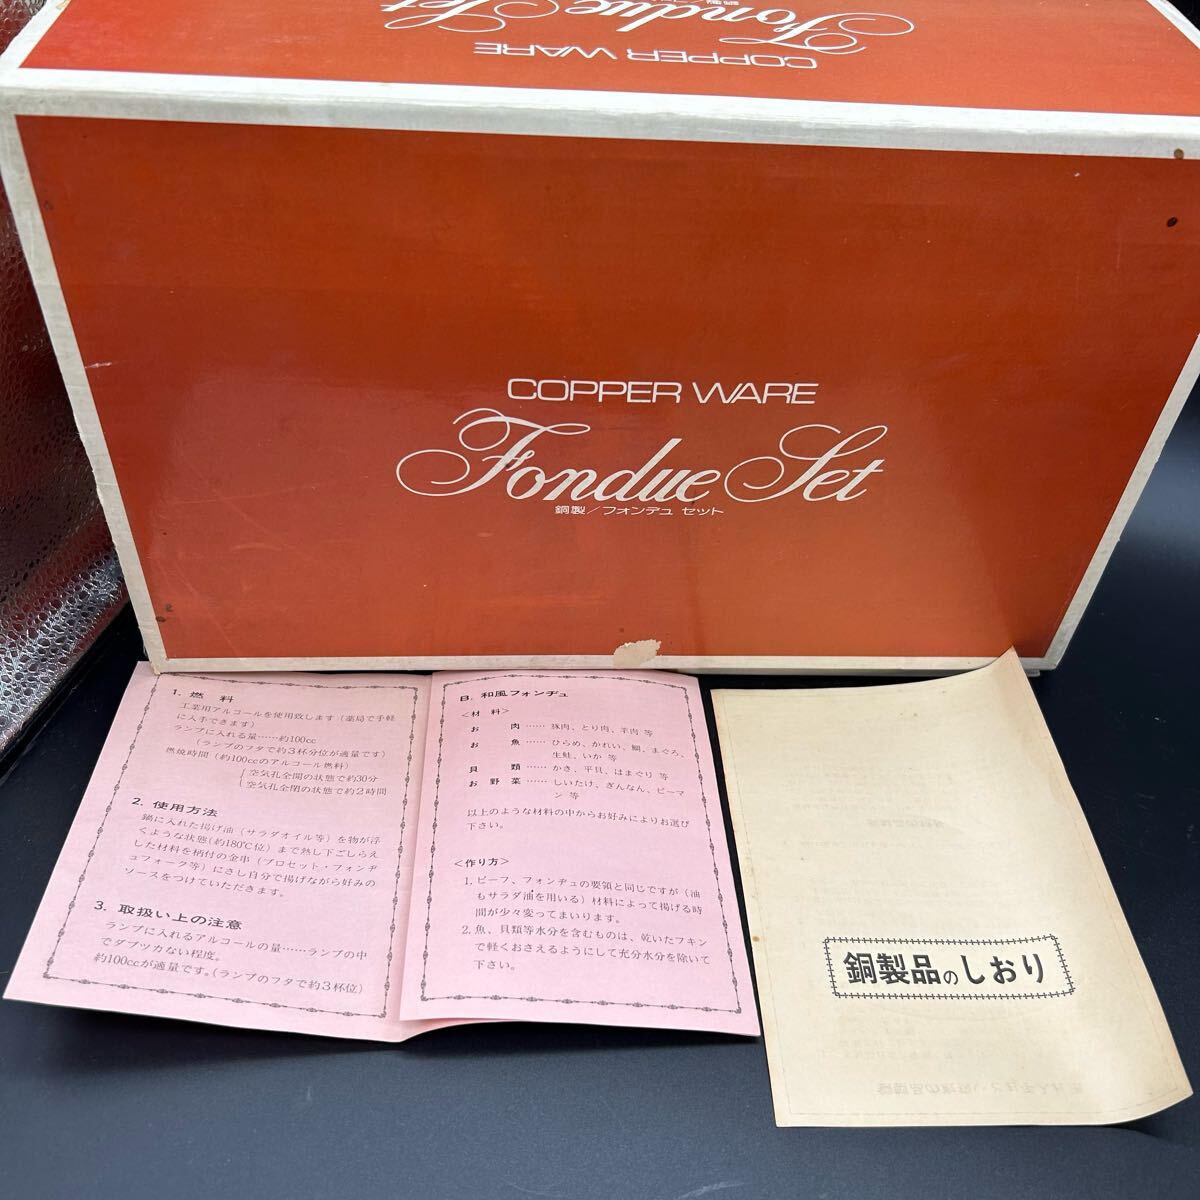 COPPER WARE
Fondue Set
COPPER WARE
Fondue Set
銅製/フォンデュ セット
1. 燃 料
工業用アルコールを使用致します（薬局で手軽
に入手できます）
ランプに入れる量……約100cc
（ランプのフタで約3杯分位が適量です）
燃焼時間（約100ccのアルコール燃料）
空気孔全開の状態で約30分
空気孔全閉の状態で約2時間
2. 使用方法
鍋に入れた揚げ油（サラダオイル等）を物が浮
くような状態（約180℃位）まで熱し下ごしらえ
した材料を柄付の金串（プロセット・フォンヂ
ュフォーク等）にさし自分で揚げながら好みの
ソースをつけていただきます。
3. 取扱い上の注意
ランプに入れるアルコールの量……ランプの中
でダブツカない程度。
約100ccが適量です。（ランプのフタで約3杯位）
B. 和風フォンヂュ
<材 料>
お 肉……豚肉、とり肉、羊肉 等
お 魚……ひらめ、かれい、鯛、まぐろ、
生鮭、いか 等
貝 類……かき、平貝、はまぐり 等
お 野 菜……しいたけ、ぎんなん、ピーマ
ン 等
以上のような材料の中からお好みによりお選び
下さい。
<作り方>
1. ビーフ、フォンヂュの要領と同じですが（油
もサラダ油を用いる）材料によって揚げる時
間が少々変ってまいります。
2. 魚、貝類等水分を含むものは、乾いたフキン
で軽くおさえるようにして充分水分を除いて
下さい。
銅製品のしおり